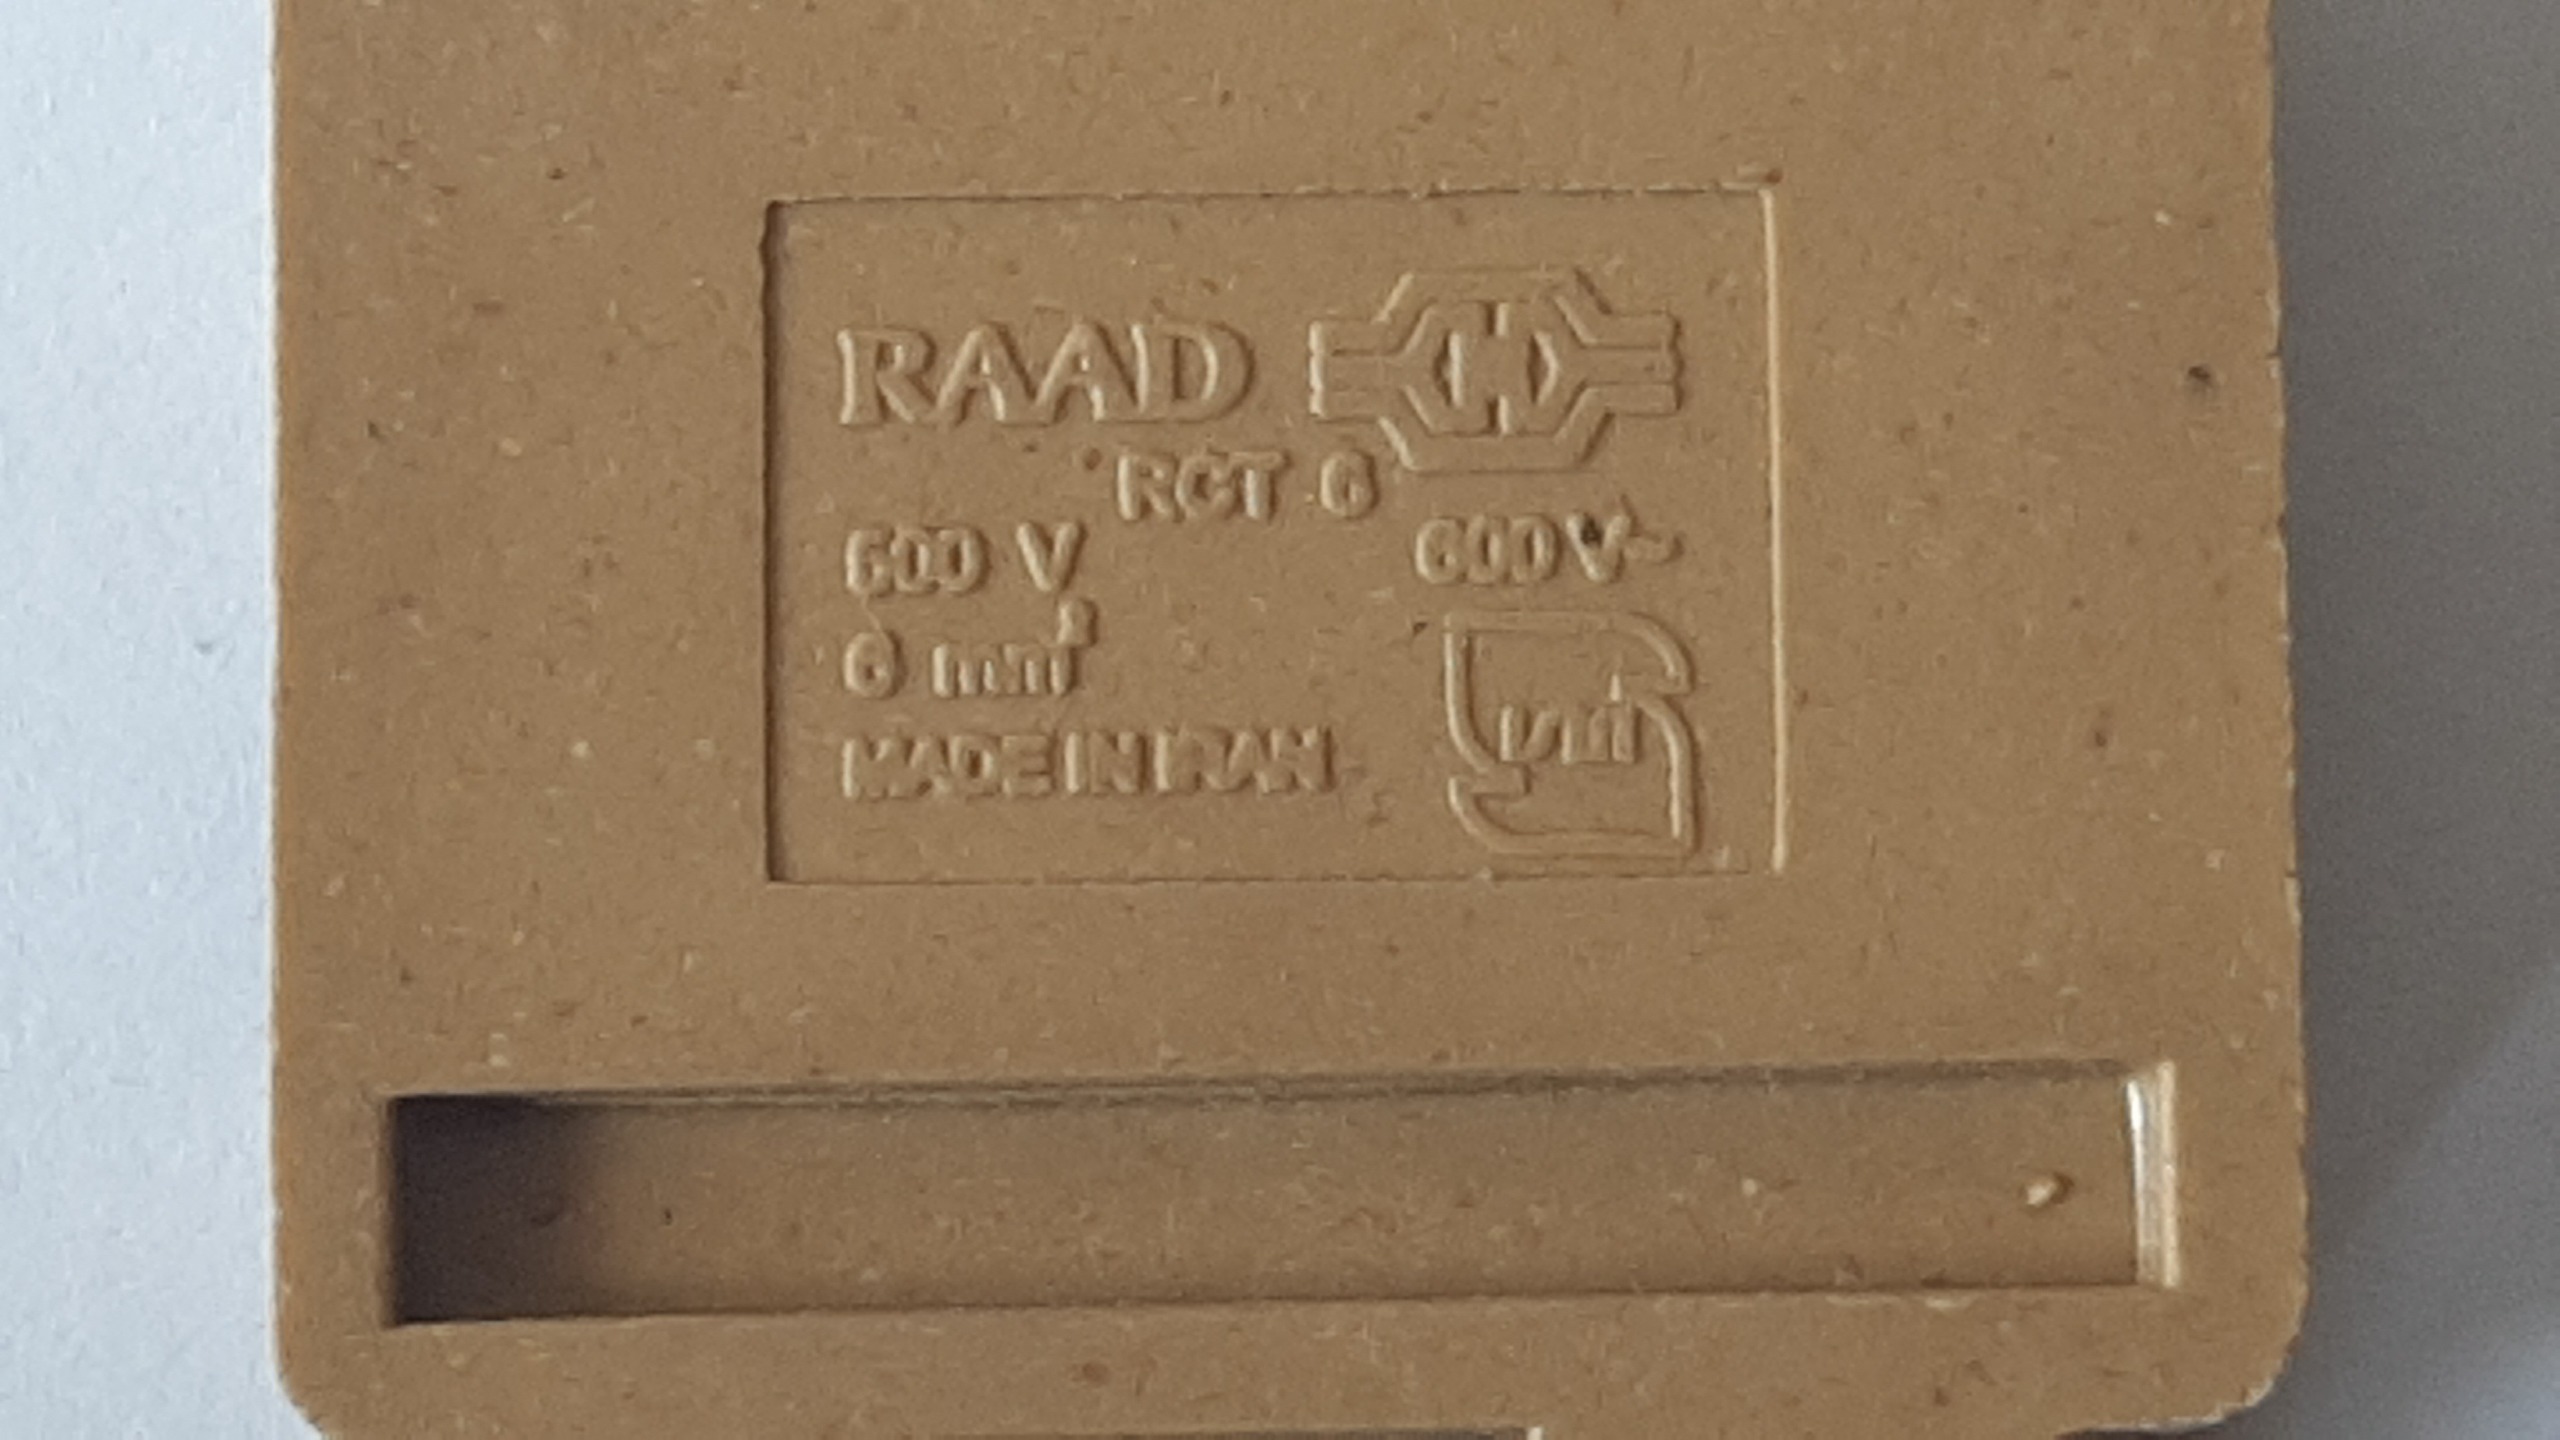 RAAD
RCT 6
600 V 600 V~
6 mm²
MADE IN IRAN